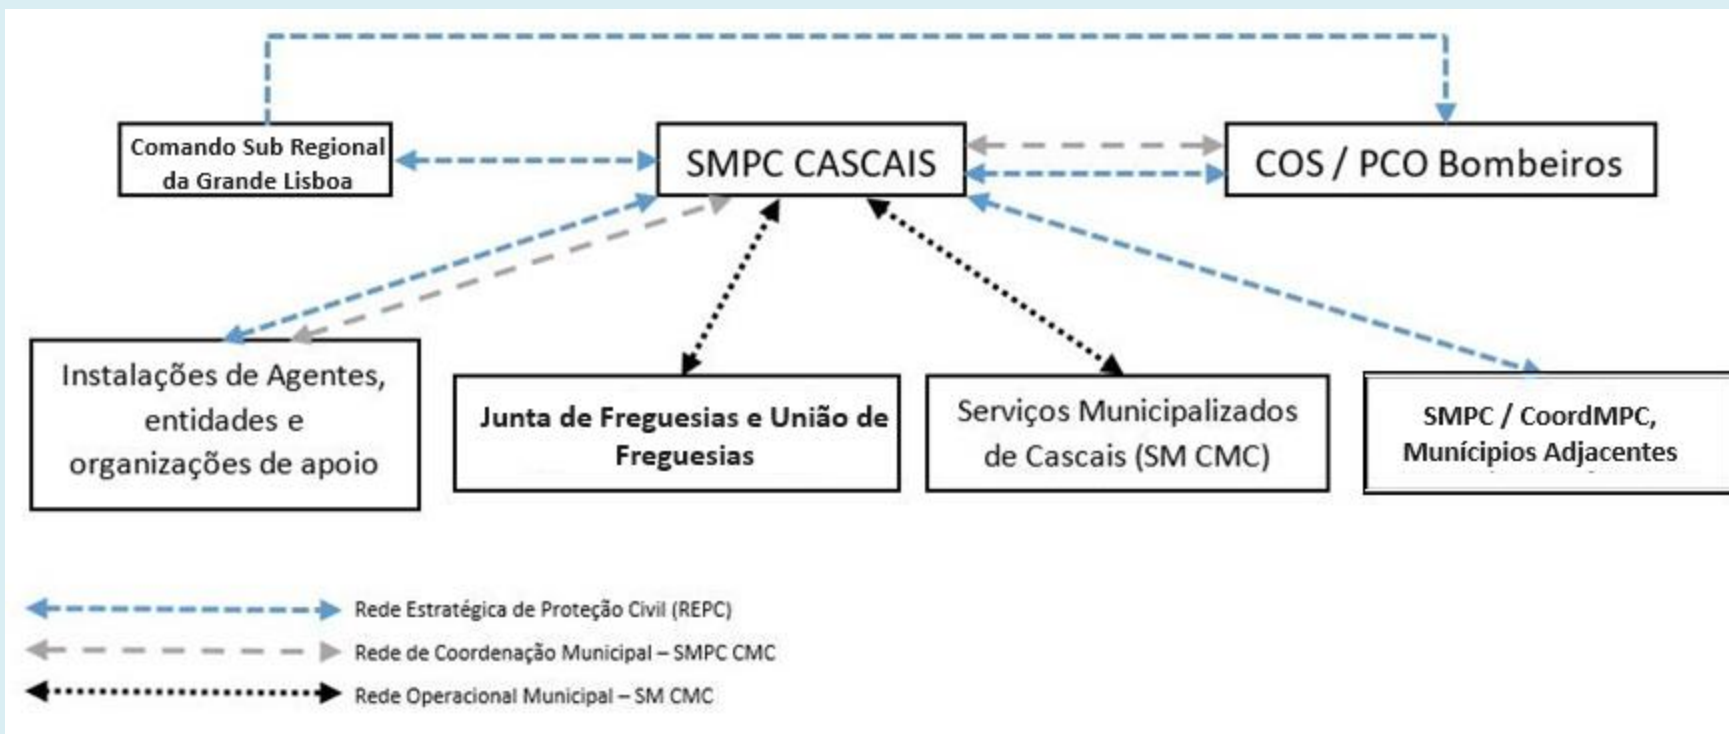 Comando Sub Regional
da Grande Lisboa
SMPC CASCAIS
COS / PCO Bombeiros
Instalações de Agentes,
entidades e
organizações de apoio
Junta de Freguesias e União de
Freguesias
Serviços Municipalizados
de Cascais (SM CMC)
SMPC / CoordMPC,
Munícipios Adjacentes
Rede Estratégica de Proteção Civil (REPC)
Rede de Coordenação Municipal – SMPC CMC
Rede Operacional Municipal – SM CMC